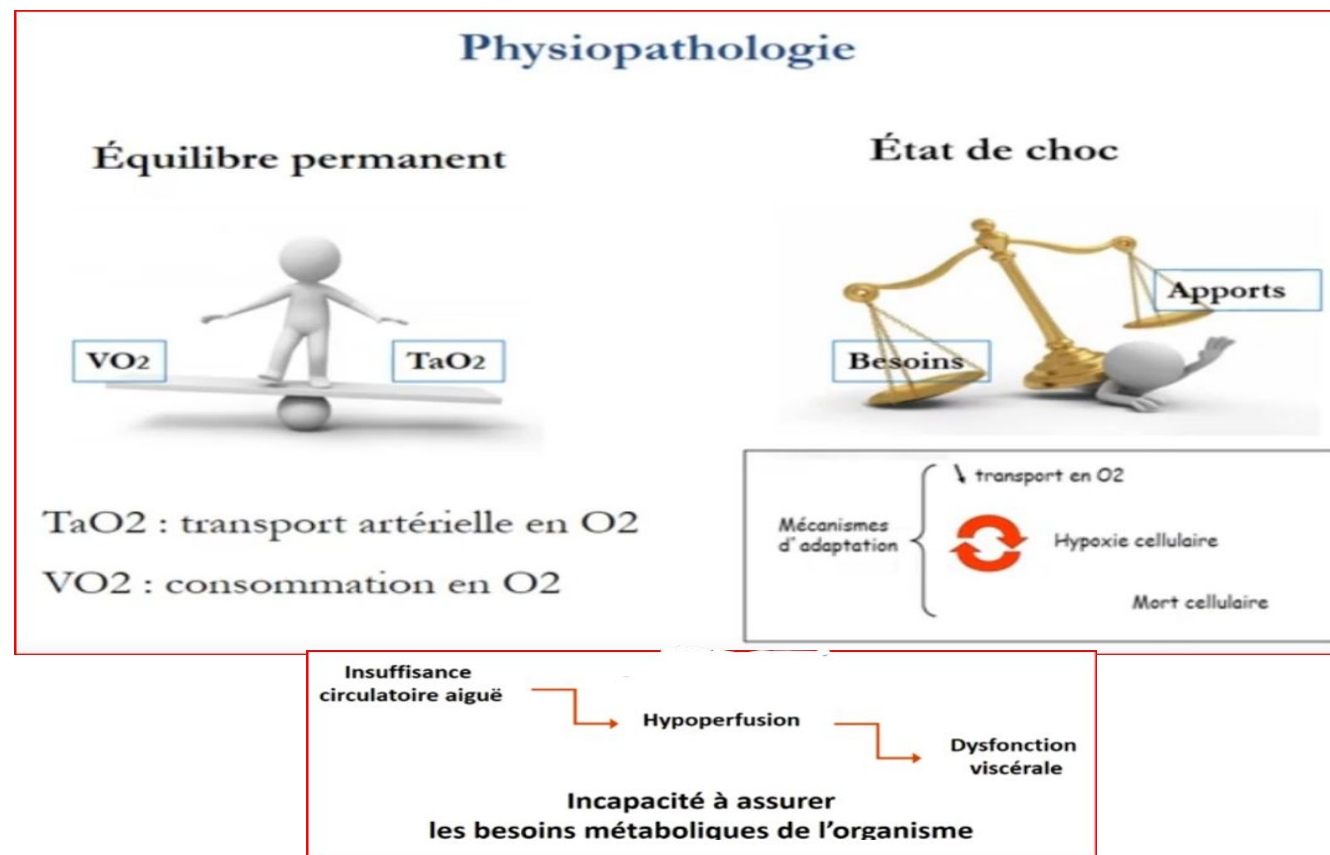 Physiopathologie
Équilibre permanent
VO2
TaO2
TaO2 : transport artérielle en O2
VO2 : consommation en O2
État de choc
Apports
Besoins
Mécanismes
d'adaptation
↘ transport en O2
Hypoxie cellulaire
Mort cellulaire
Insuffisance
circulatoire aiguë
Hypoperfusion
Dysfonction
viscérale
Incapacité à assurer
les besoins métaboliques de l'organisme